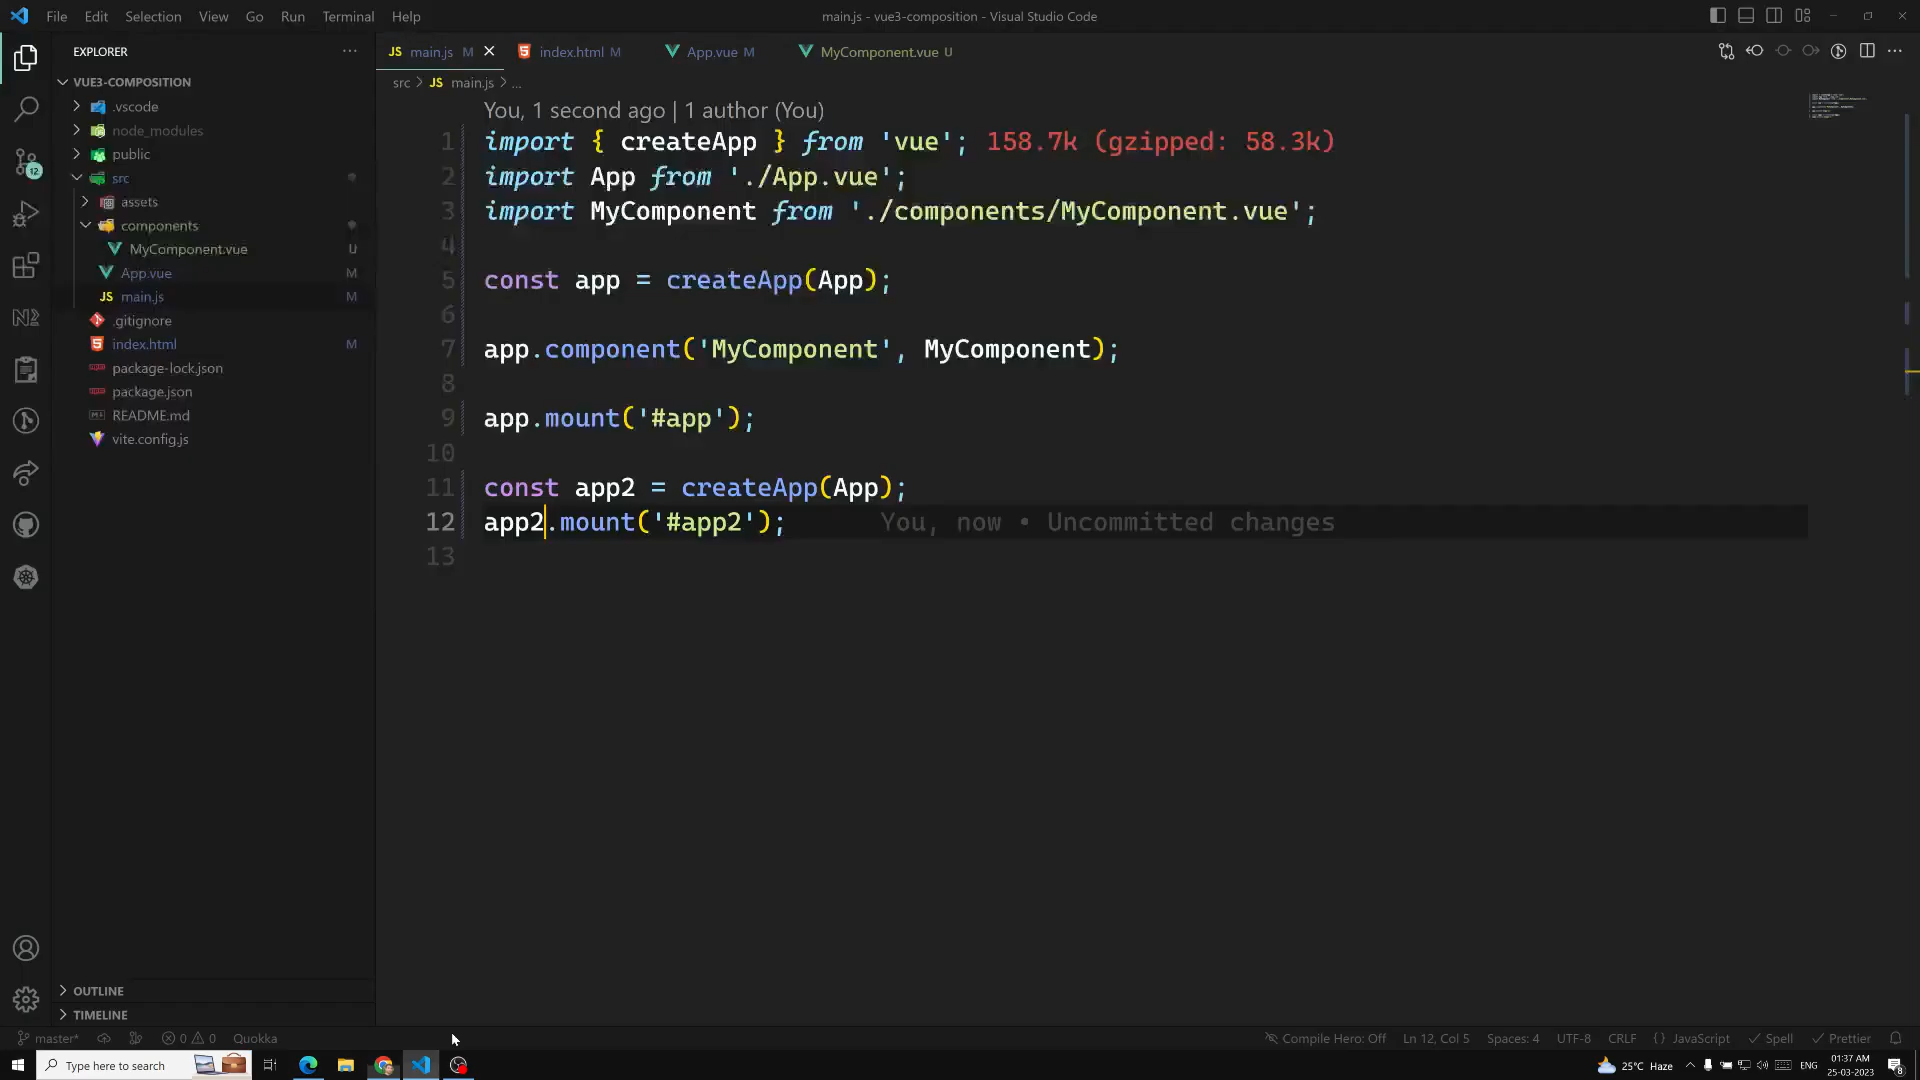 File Edit Selection View Go Run Terminal Help
main.js - vue3-composition - Visual Studio Code
EXPLORER
VUE3-COMPOSITION
.vscode
node_modules
public
src
assets
components
MyComponent.vue U
App.vue M
JS main.js M
.gitignore
index.html M
package-lock.json
package.json
README.md
vite.config.js
OUTLINE
TIMELINE
12
JS main.js M
index.html M
App.vue M
MyComponent.vue U
src > JS main.js > ...
You, 1 second ago | 1 author (You)
1 import { createApp } from 'vue'; 158.7k (gzipped: 58.3k)
2 import App from './App.vue';
3 import MyComponent from './components/MyComponent.vue';
4
5 const app = createApp(App);
6
7 app.component('MyComponent', MyComponent);
8
9 app.mount('#app');
10
11 const app2 = createApp(App);
12 app2.mount('#app2'); You, now • Uncommitted changes
13
master* 0 0 Quokka
Compile Hero: Off Ln 12, Col 5 Spaces: 4 UTF-8 CRLF { } JavaScript Spell Prettier
Type here to search
25°C Haze
ENG
01:37 AM
25-03-2023
8